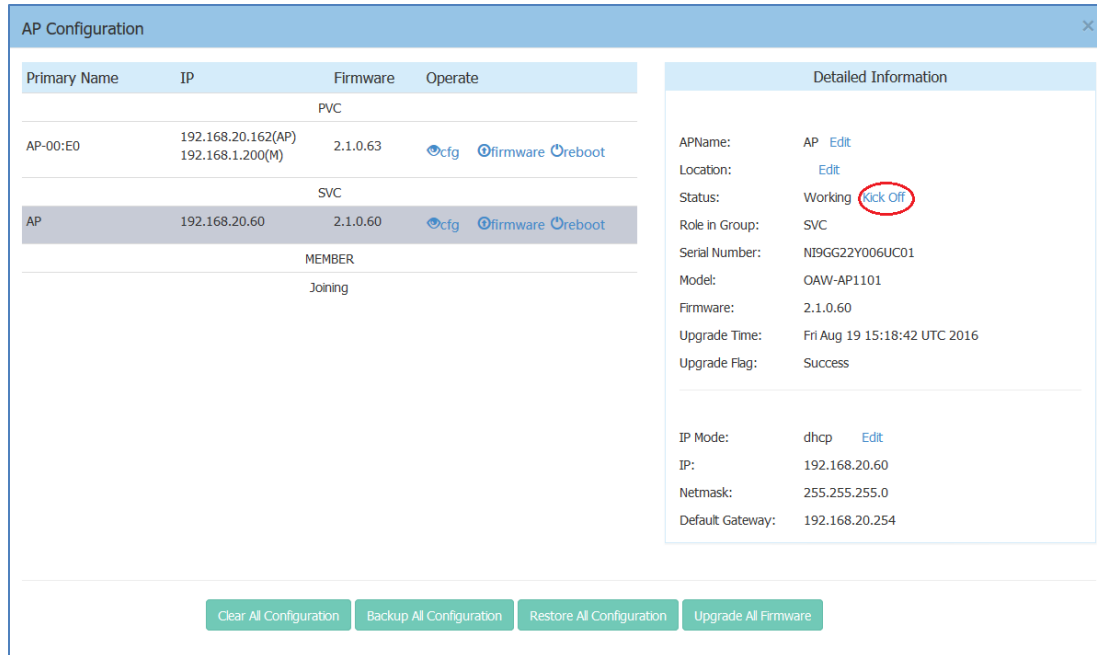 AP Configuration ×
Primary Name IP Firmware Operate
PVC
AP-00:E0 192.168.20.162(AP) 2.1.0.63 cfg firmware reboot
192.168.1.200(M)
SVC
AP 192.168.20.60 2.1.0.60 cfg firmware reboot
MEMBER
Joining
Detailed Information
APName: AP Edit
Location: Edit
Status: Working Kick Off
Role in Group: SVC
Serial Number: NI9GG22Y006UC01
Model: OAW-AP1101
Firmware: 2.1.0.60
Upgrade Time: Fri Aug 19 15:18:42 UTC 2016
Upgrade Flag: Success
IP Mode: dhcp Edit
IP: 192.168.20.60
Netmask: 255.255.255.0
Default Gateway: 192.168.20.254
Clear All Configuration Backup All Configuration Restore All Configuration Upgrade All Firmware